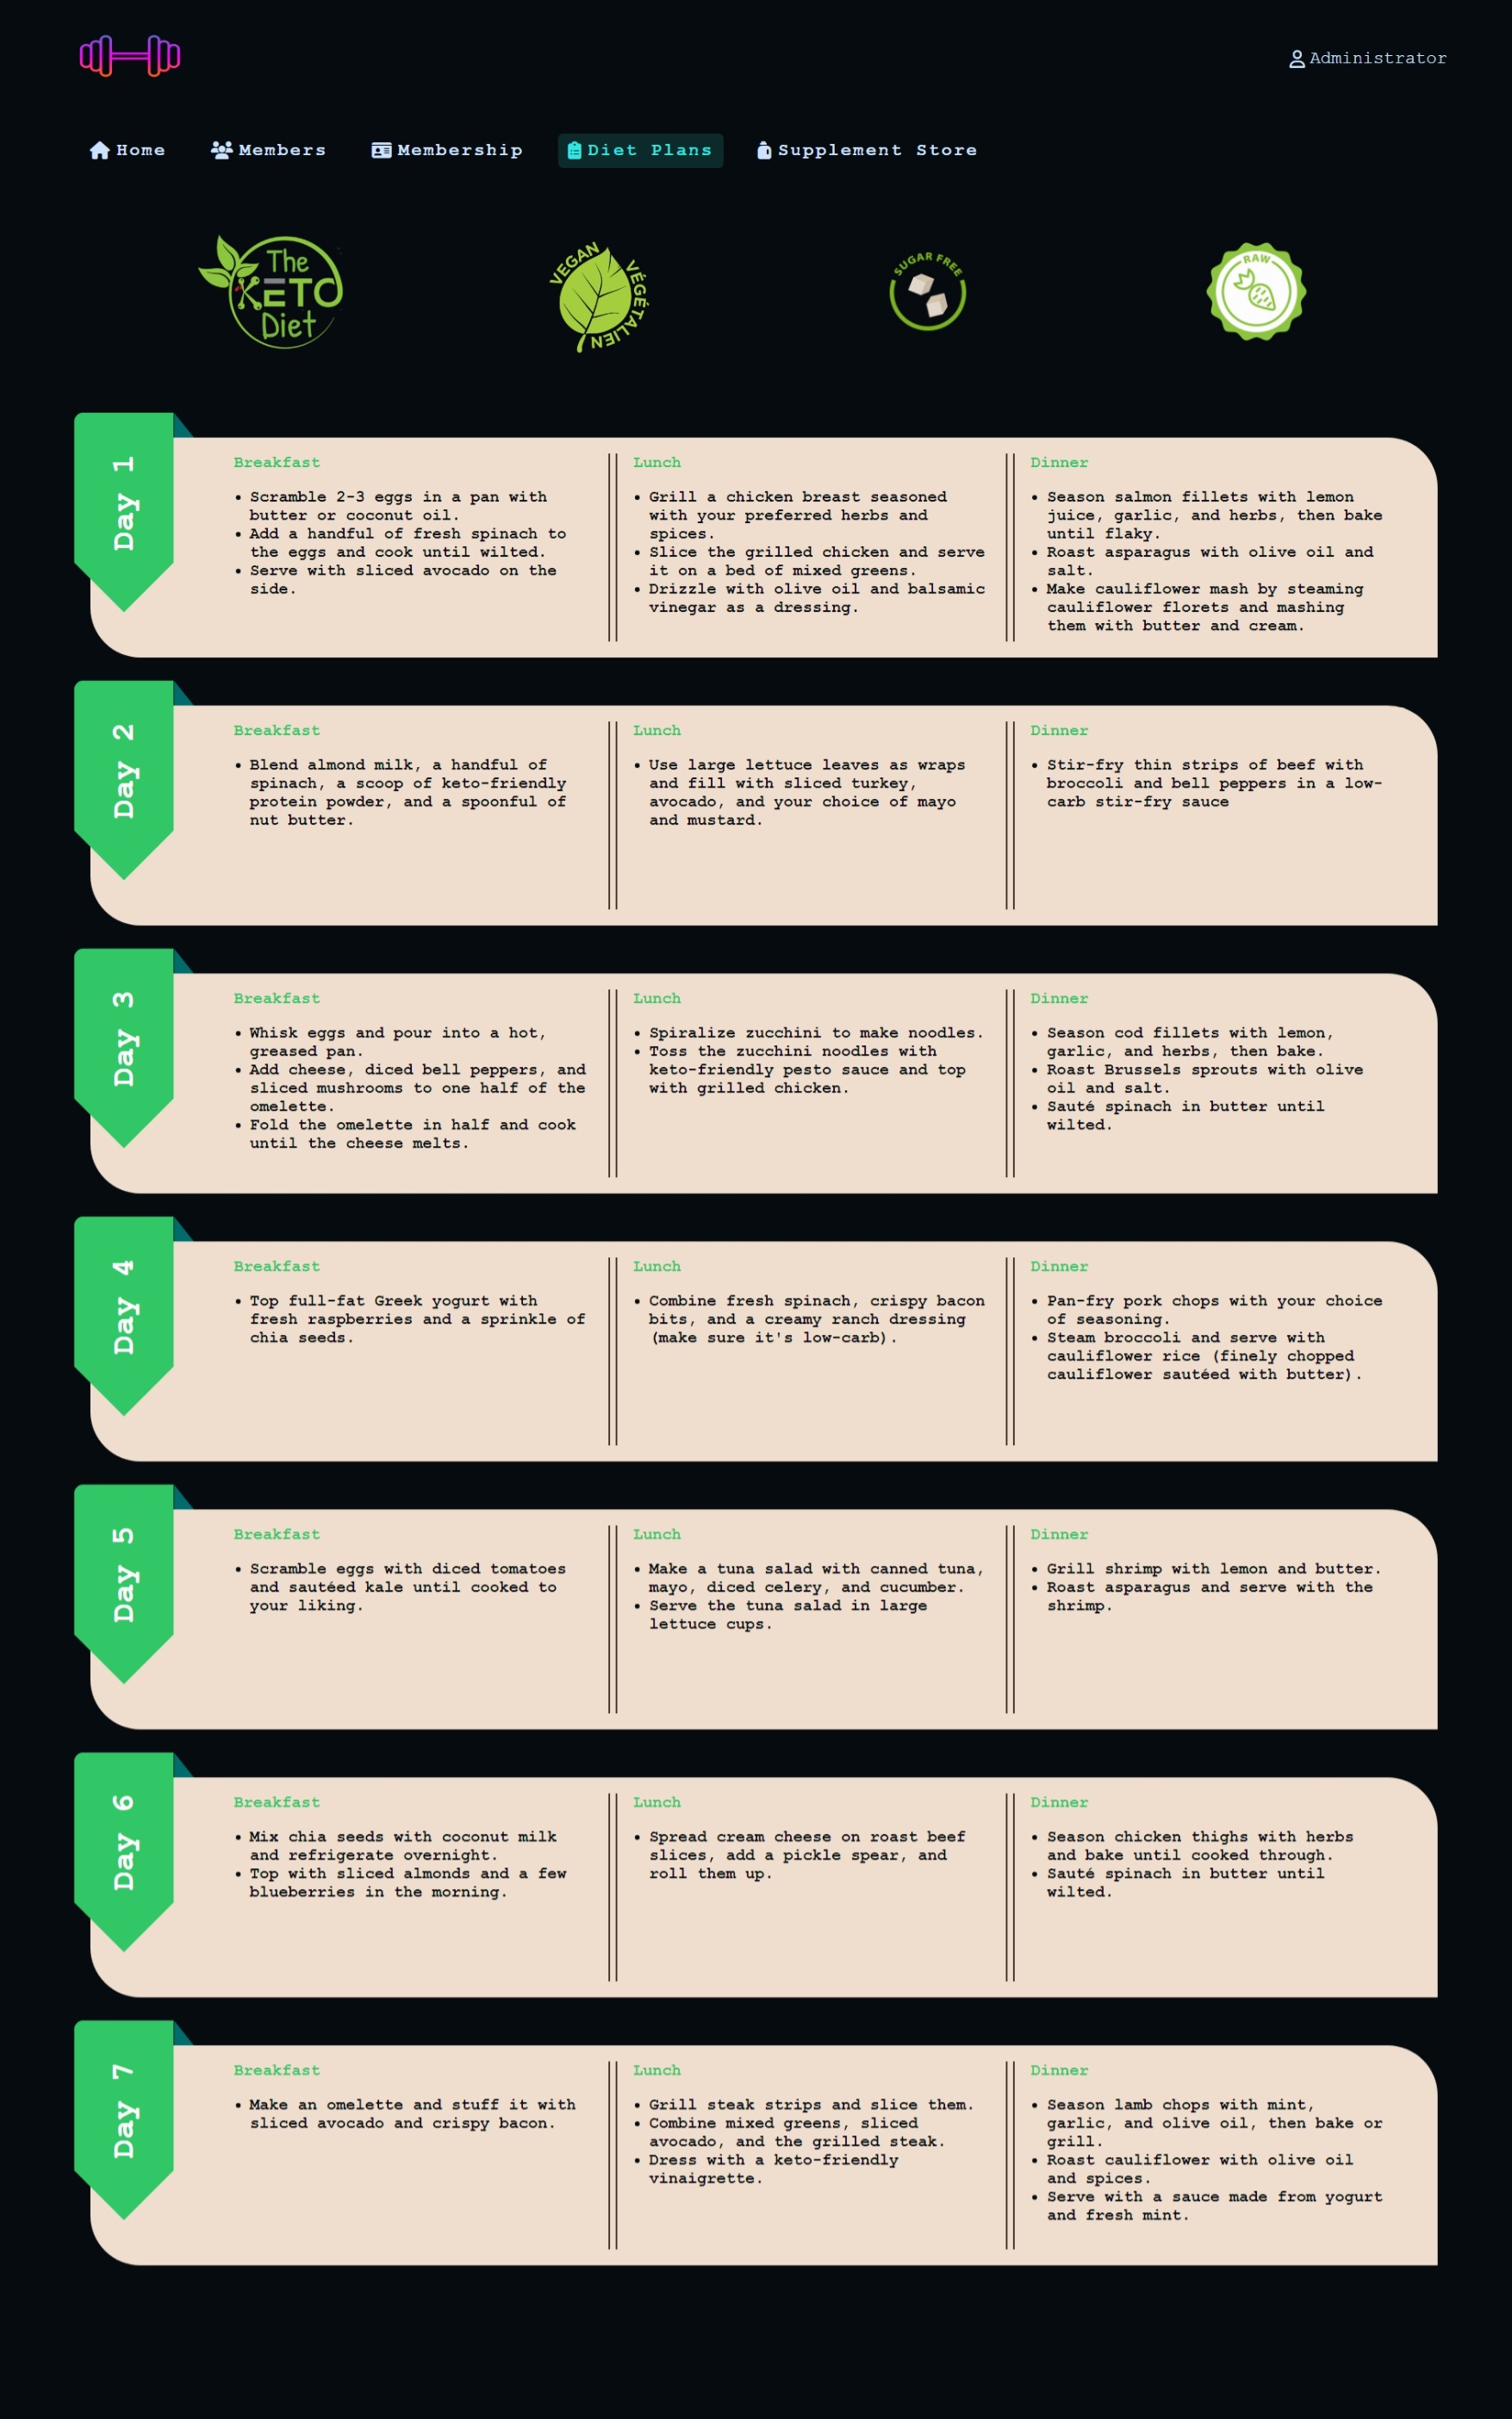 Administrator
Home
Members
Membership
Diet Plans
Supplement Store
The
KETO
Diet
VEGAN
VÉGÉTALIEN
SUGAR FREE
RAW
Day 1
Breakfast
• Scramble 2-3 eggs in a pan with
butter or coconut oil.
• Add a handful of fresh spinach to
the eggs and cook until wilted.
• Serve with sliced avocado on the
side.
Lunch
• Grill a chicken breast seasoned
with your preferred herbs and
spices.
• Slice the grilled chicken and serve
it on a bed of mixed greens.
• Drizzle with olive oil and balsamic
vinegar as a dressing.
Dinner
• Season salmon fillets with lemon
juice, garlic, and herbs, then bake
until flaky.
• Roast asparagus with olive oil and
salt.
• Make cauliflower mash by steaming
cauliflower florets and mashing
them with butter and cream.
Day 2
Breakfast
• Blend almond milk, a handful of
spinach, a scoop of keto-friendly
protein powder, and a spoonful of
nut butter.
Lunch
• Use large lettuce leaves as wraps
and fill with sliced turkey,
avocado, and your choice of mayo
and mustard.
Dinner
• Stir-fry thin strips of beef with
broccoli and bell peppers in a low-
carb stir-fry sauce
Day 3
Breakfast
• Whisk eggs and pour into a hot,
greased pan.
• Add cheese, diced bell peppers, and
sliced mushrooms to one half of the
omelette.
• Fold the omelette in half and cook
until the cheese melts.
Lunch
• Spiralize zucchini to make noodles.
• Toss the zucchini noodles with
keto-friendly pesto sauce and top
with grilled chicken.
Dinner
• Season cod fillets with lemon,
garlic, and herbs, then bake.
• Roast Brussels sprouts with olive
oil and salt.
• Sauté spinach in butter until
wilted.
Day 4
Breakfast
• Top full-fat Greek yogurt with
fresh raspberries and a sprinkle of
chia seeds.
Lunch
• Combine fresh spinach, crispy bacon
bits, and a creamy ranch dressing
(make sure it's low-carb).
Dinner
• Pan-fry pork chops with your choice
of seasoning.
• Steam broccoli and serve with
cauliflower rice (finely chopped
cauliflower sautéed with butter).
Day 5
Breakfast
• Scramble eggs with diced tomatoes
and sautéed kale until cooked to
your liking.
Lunch
• Make a tuna salad with canned tuna,
mayo, diced celery, and cucumber.
• Serve the tuna salad in large
lettuce cups.
Dinner
• Grill shrimp with lemon and butter.
• Roast asparagus and serve with the
shrimp.
Day 6
Breakfast
• Mix chia seeds with coconut milk
and refrigerate overnight.
• Top with sliced almonds and a few
blueberries in the morning.
Lunch
• Spread cream cheese on roast beef
slices, add a pickle spear, and
roll them up.
Dinner
• Season chicken thighs with herbs
and bake until cooked through.
• Sauté spinach in butter until
wilted.
Day 7
Breakfast
• Make an omelette and stuff it with
sliced avocado and crispy bacon.
Lunch
• Grill steak strips and slice them.
• Combine mixed greens, sliced
avocado, and the grilled steak.
• Dress with a keto-friendly
vinaigrette.
Dinner
• Season lamb chops with mint,
garlic, and olive oil, then bake or
grill.
• Roast cauliflower with olive oil
and spices.
• Serve with a sauce made from yogurt
and fresh mint.